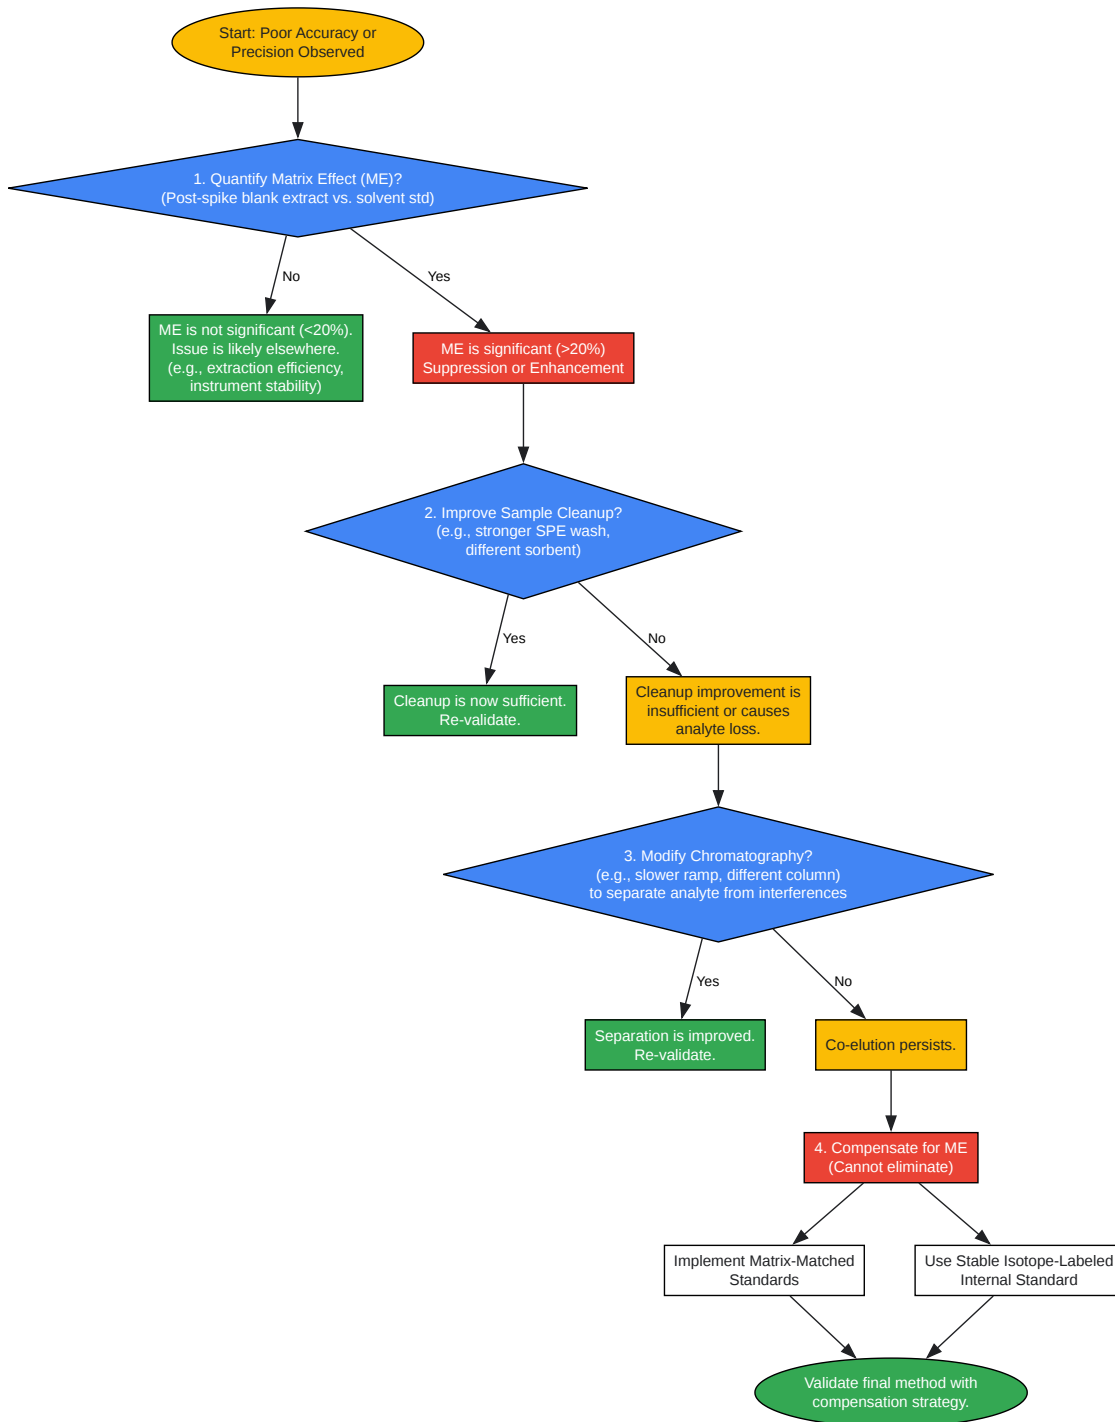 Start: Poor Accuracy or
Precision Observed
1. Quantify Matrix Effect (ME)?
(Post-spike blank extract vs. solvent std)
No
Yes
ME is not significant (<20%).
Issue is likely elsewhere.
(e.g., extraction efficiency,
instrument stability)
ME is significant (>20%)
Suppression or Enhancement
2. Improve Sample Cleanup?
(e.g., stronger SPE wash,
different sorbent)
Yes
No
Cleanup is now sufficient.
Re-validate.
Cleanup improvement is
insufficient or causes
analyte loss.
3. Modify Chromatography?
(e.g., slower ramp, different column)
to separate analyte from interferences
Yes
No
Separation is improved.
Re-validate.
Co-elution persists.
4. Compensate for ME
(Cannot eliminate)
Implement Matrix-Matched
Standards
Use Stable Isotope-Labeled
Internal Standard
Validate final method with
compensation strategy.